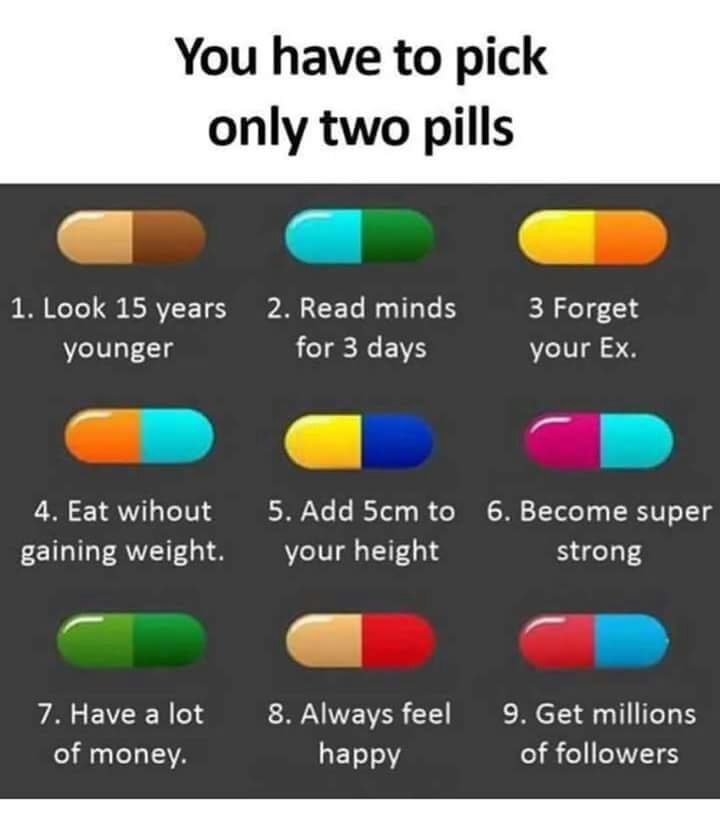 You have to pick
only two pills
1. Look 15 years
younger
2. Read minds
for 3 days
3 Forget
your Ex.
4. Eat wihout
gaining weight.
5. Add 5cm to
your height
6. Become super
strong
7. Have a lot
of money.
8. Always feel
happy
9. Get millions
of followers